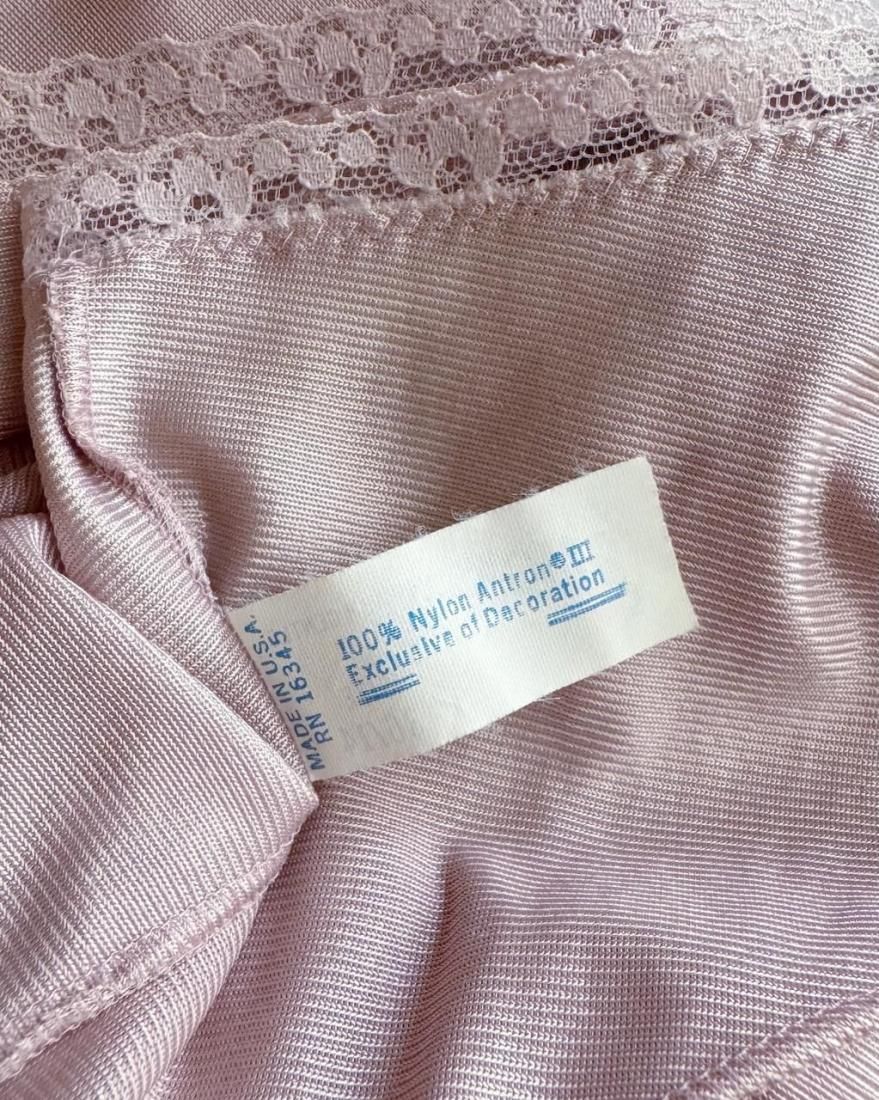 MADE IN U.S.A.
RN 16345
100% Nylon Antron® III
Exclusive of Decoration